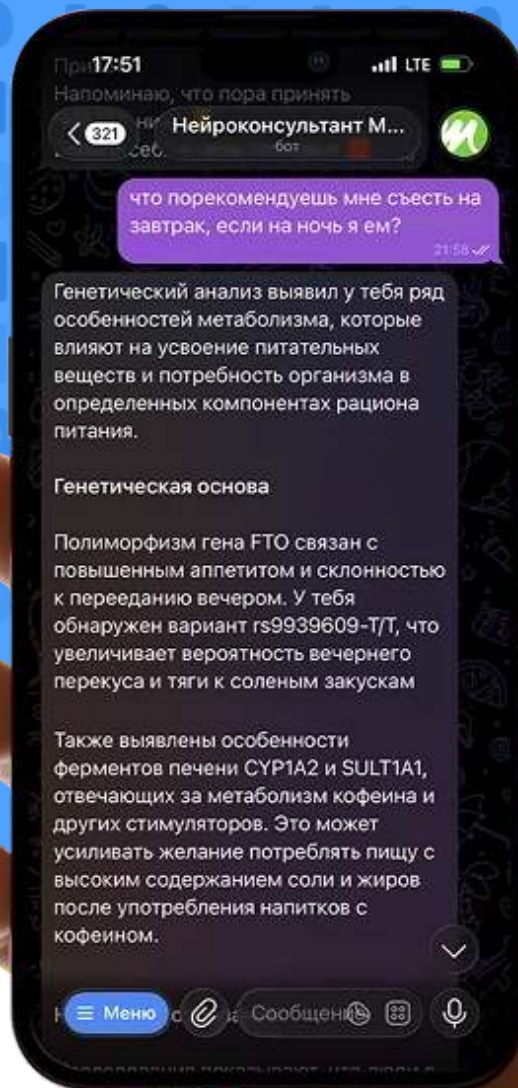 17:51
LTE
Напоминаю, что пора принять
321
Нейроконсультант М...
бот
что порекомендуешь мне съесть на
завтрак, если на ночь я ем?
21:58
Генетический анализ выявил у тебя ряд
особенностей метаболизма, которые
влияют на усвоение питательных
веществ и потребность организма в
определенных компонентах рациона
питания.
Генетическая основа
Полиморфизм гена FTO связан с
повышенным аппетитом и склонностью
к перееданию вечером. У тебя
обнаружен вариант rs9939609-T/T, что
увеличивает вероятность вечернего
перекуса и тяги к соленым закускам
Также выявлены особенности
ферментов печени CYP1A2 и SULT1A1,
отвечающих за метаболизм кофеина и
других стимуляторов. Это может
усиливать желание потреблять пищу с
высоким содержанием соли и жиров
после употребления напитков с
кофеином.
Меню
Сообщение